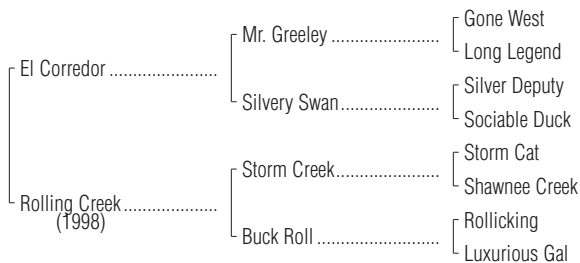 Gone West
Mr. Greeley ........................
Long Legend
El Corredor ........................
Silver Deputy
Silvery Swan......................
Sociable Duck
Storm Cat
Storm Creek.......................
Shawnee Creek
Rolling Creek.....................
(1998)
Rollicking
Buck Roll ...........................
Luxurious Gal